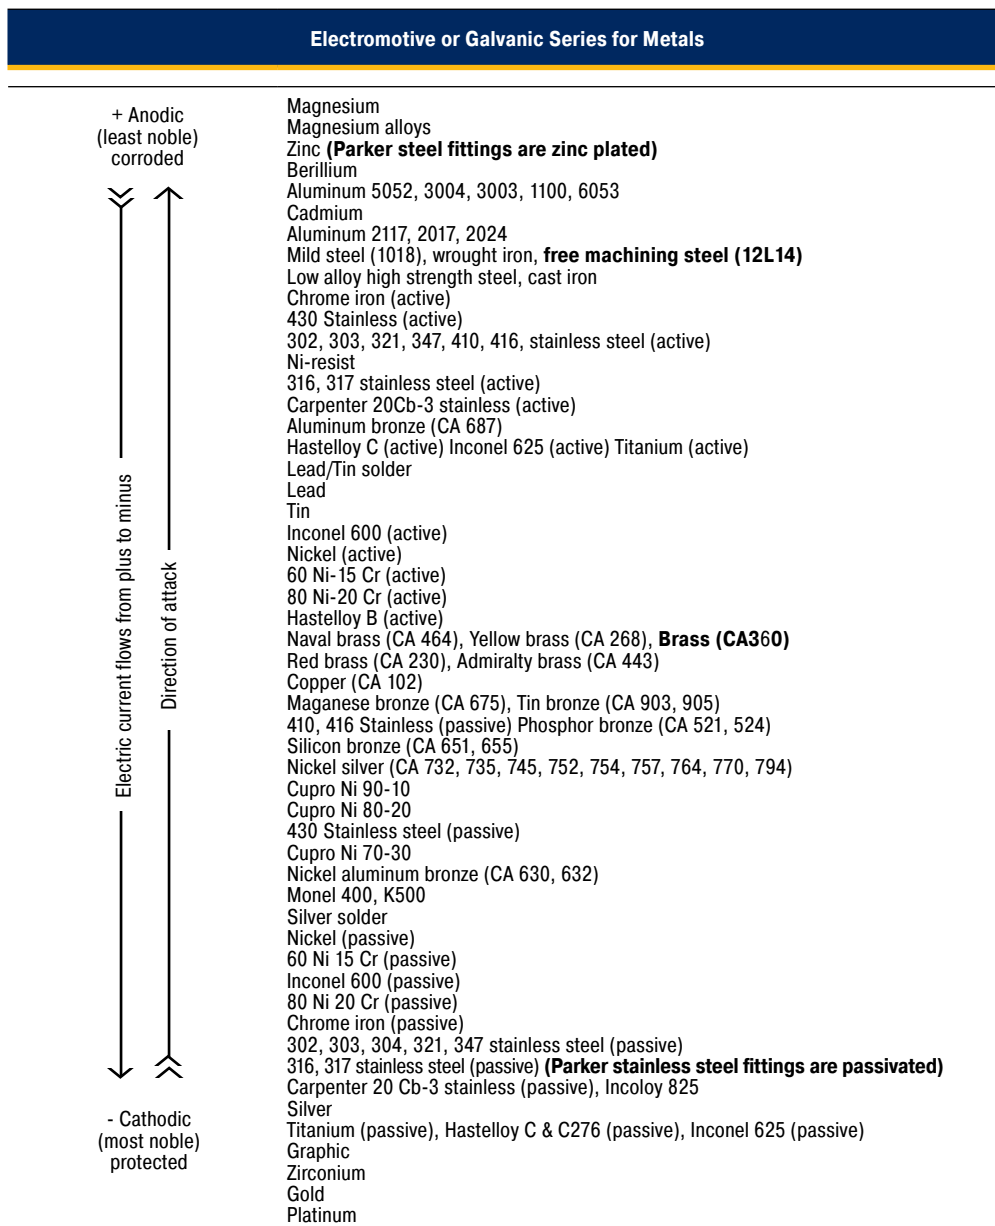 Electromotive or Galvanic Series for Metals
+ Anodic
(least noble)
corroded
Electric current flows from plus to minus
Direction of attack
- Cathodic
(most noble)
protected
Magnesium
Magnesium alloys
Zinc (Parker steel fittings are zinc plated)
Berillium
Aluminum 5052, 3004, 3003, 1100, 6053
Cadmium
Aluminum 2117, 2017, 2024
Mild steel (1018), wrought iron, free machining steel (12L14)
Low alloy high strength steel, cast iron
Chrome iron (active)
430 Stainless (active)
302, 303, 321, 347, 410, 416, stainless steel (active)
Ni-resist
316, 317 stainless steel (active)
Carpenter 20Cb-3 stainless (active)
Aluminum bronze (CA 687)
Hastelloy C (active) Inconel 625 (active) Titanium (active)
Lead/Tin solder
Lead
Tin
Inconel 600 (active)
Nickel (active)
60 Ni-15 Cr (active)
80 Ni-20 Cr (active)
Hastelloy B (active)
Naval brass (CA 464), Yellow brass (CA 268), Brass (CA360)
Red brass (CA 230), Admiralty brass (CA 443)
Copper (CA 102)
Maganese bronze (CA 675), Tin bronze (CA 903, 905)
410, 416 Stainless (passive) Phosphor bronze (CA 521, 524)
Silicon bronze (CA 651, 655)
Nickel silver (CA 732, 735, 745, 752, 754, 757, 764, 770, 794)
Cupro Ni 90-10
Cupro Ni 80-20
430 Stainless steel (passive)
Cupro Ni 70-30
Nickel aluminum bronze (CA 630, 632)
Monel 400, K500
Silver solder
Nickel (passive)
60 Ni 15 Cr (passive)
Inconel 600 (passive)
80 Ni 20 Cr (passive)
Chrome iron (passive)
302, 303, 304, 321, 347 stainless steel (passive)
316, 317 stainless steel (passive) (Parker stainless steel fittings are passivated)
Carpenter 20 Cb-3 stainless (passive), Incoloy 825
Silver
Titanium (passive), Hastelloy C & C276 (passive), Inconel 625 (passive)
Graphic
Zirconium
Gold
Platinum